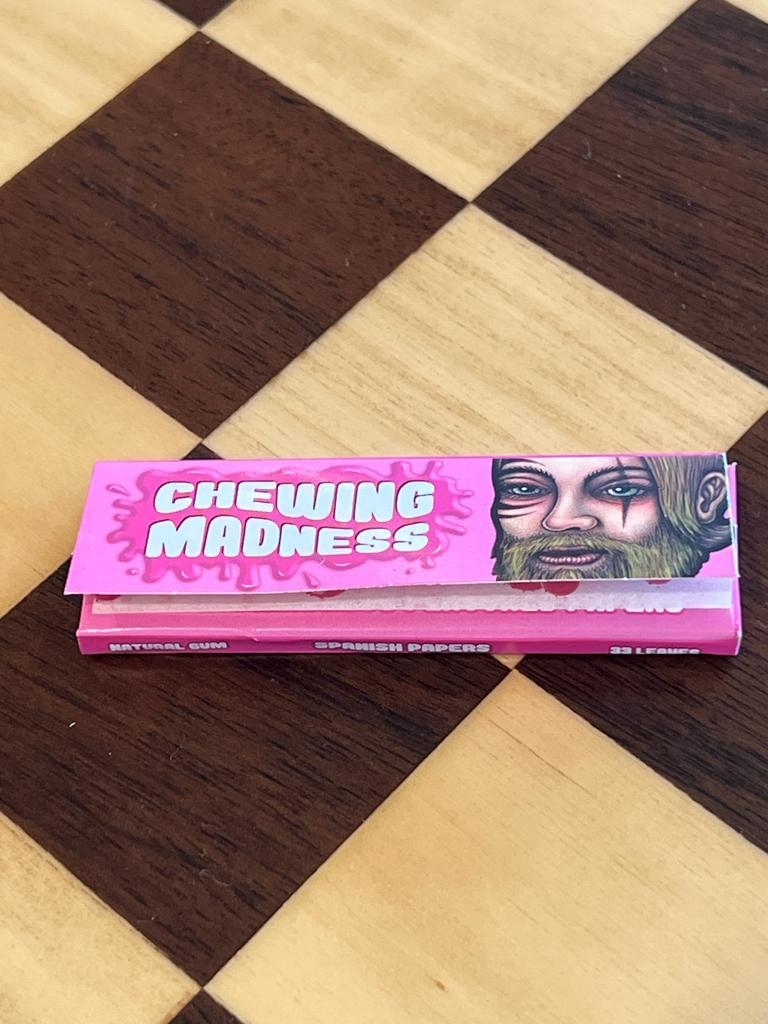 CHEWING
MADNESS
NATURAL GUM SPANISH PAPERS 33 LEAVES